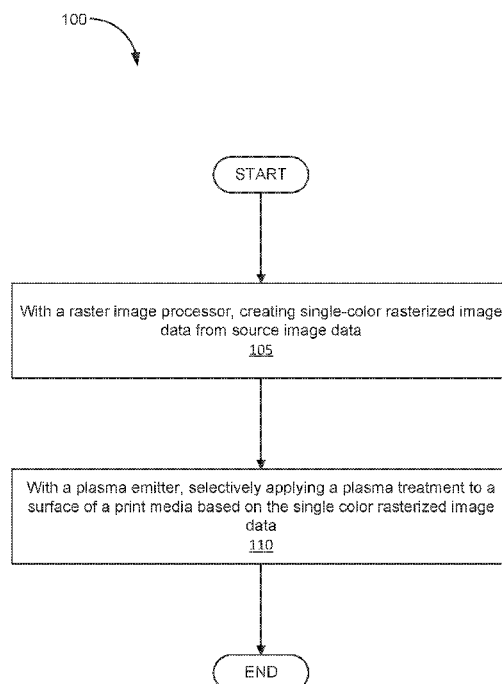 100
START
With a raster image processor, creating single-color rasterized image
data from source image data
105
With a plasma emitter, selectively applying a plasma treatment to a
surface of a print media based on the single color rasterized image
data
110
END